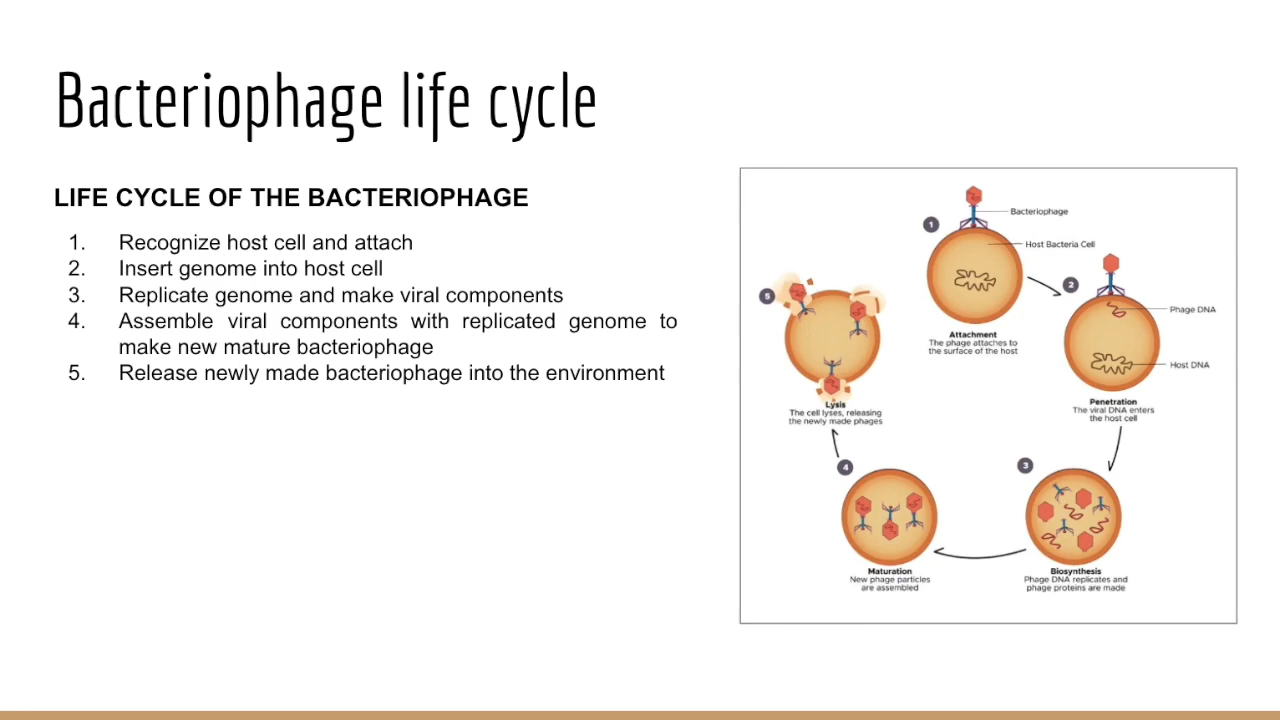 Bacteriophage life cycle
LIFE CYCLE OF THE BACTERIOPHAGE
1. Recognize host cell and attach
2. Insert genome into host cell
3. Replicate genome and make viral components
4. Assemble viral components with replicated genome to
make new mature bacteriophage
5. Release newly made bacteriophage into the environment
1
Bacteriophage
Host Bacteria Cell
Attachment
The phage attaches to
the surface of the host
2
Phage DNA
Host DNA
Penetration
The viral DNA enters
the host cell
3
Biosynthesis
Phage DNA replicates and
phage proteins are made
4
Maturation
New phage particles
are assembled
5
Lysis
The cell lyses, releasing
the newly made phages